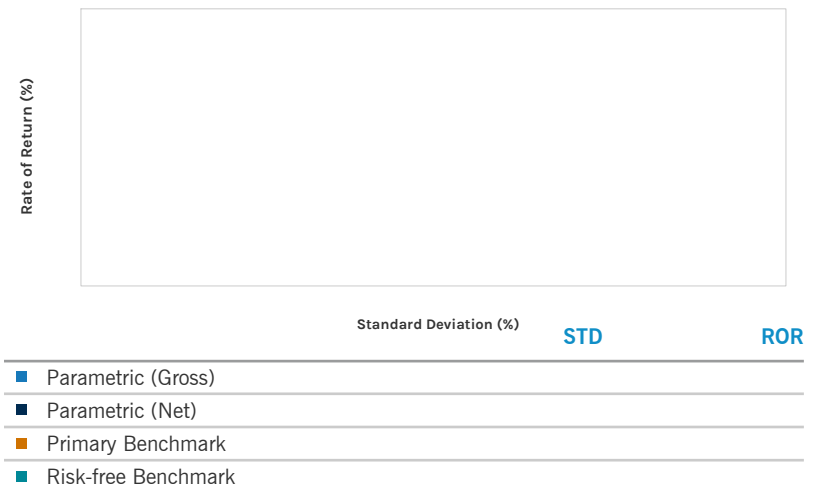 Rate of Return (%)
Standard Deviation (%)
STD ROR
Parametric (Gross)
Parametric (Net)
Primary Benchmark
Risk-free Benchmark